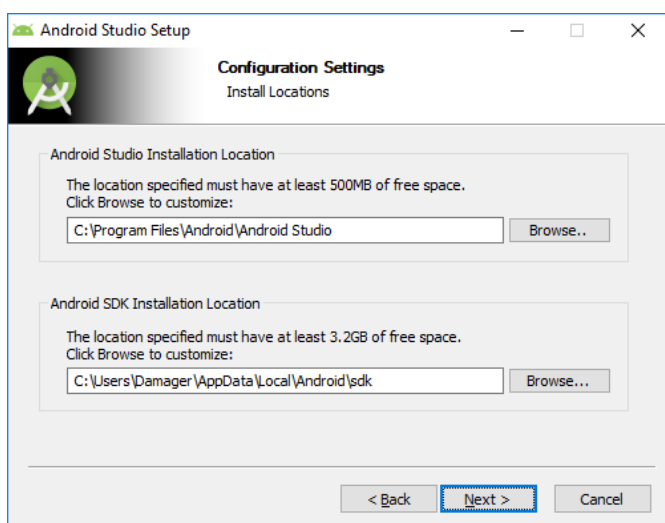 Android Studio Setup
Configuration Settings
Install Locations
Android Studio Installation Location
The location specified must have at least 500MB of free space.
Click Browse to customize:
C:\Program Files\Android\Android Studio
Browse..
Android SDK Installation Location
The location specified must have at least 3.2GB of free space.
Click Browse to customize:
C:\Users\Damager\AppData\Local\Android\sdk
Browse...
< Back
Next >
Cancel